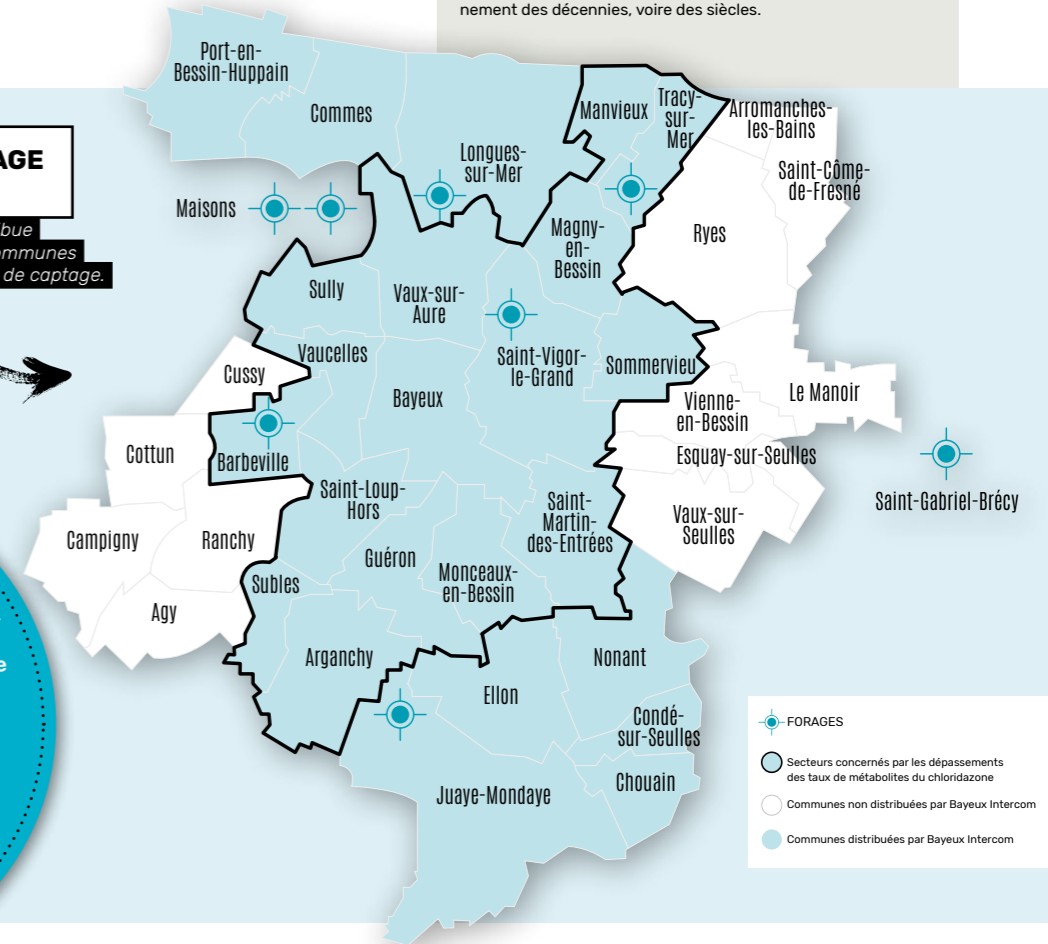 nement des décennies, voire des siècles.
AGE
bue
ommunes
de captage.
e
Port-en-
Bessin-Huppain
Commes
Longues-
sur-Mer
Manvieux
Tracy-
sur-
Mer
Arromanches-
les-Bains
Saint-Côme-
de-Fresné
Maisons
Magny-
en-
Bessin
Ryes
Sully
Vaux-sur-
Aure
Saint-Vigor-
le-Grand
Sommervieu
Vaucelles
Cussy
Bayeux
Le Manoir
Vienne-
en-Bessin
Esquay-sur-Seulles
Cottun
Barbeville
Saint-Loup-
Hors
Saint-
Martin-
des-Entrées
Vaux-sur-
Seulles
Saint-Gabriel-Brécy
Campigny
Ranchy
Guéron
Monceaux-
en-Bessin
Subles
Agy
Arganchy
Ellon
Nonant
Condé-
sur-Seulles
Chouain
Juaye-Mondaye
FORAGES
Secteurs concernés par les dépassements
des taux de métabolites du chloridazone
Communes non distribuées par Bayeux Intercom
Communes distribuées par Bayeux Intercom